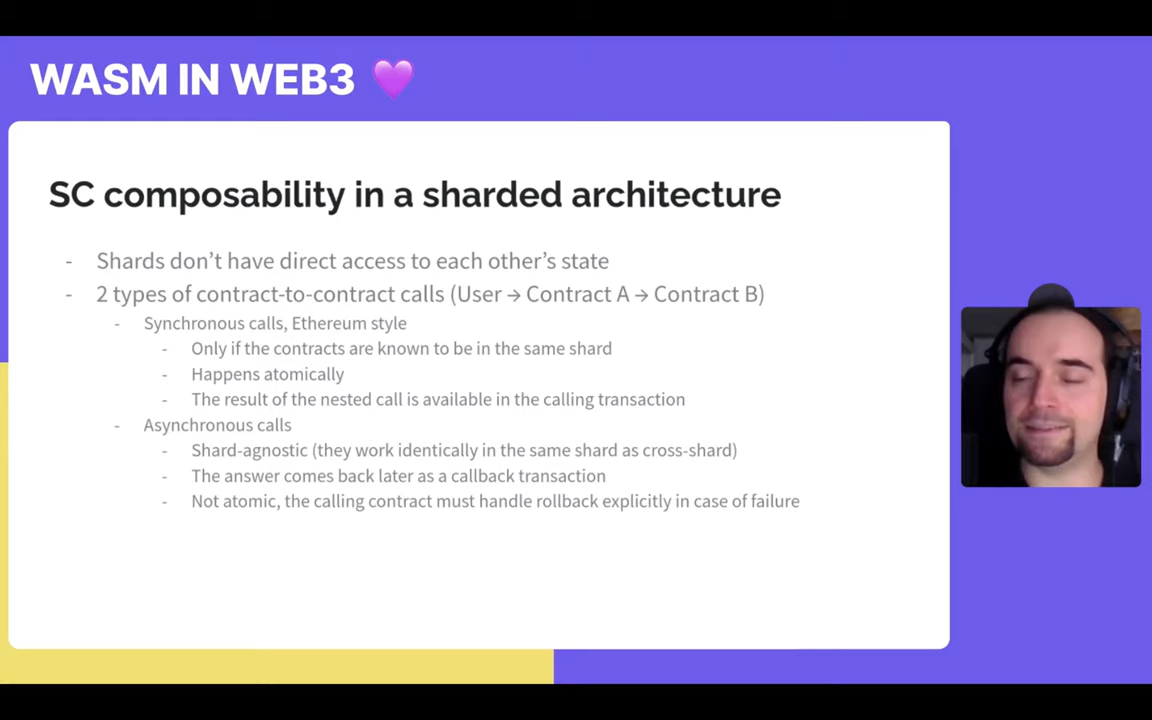 WASM IN WEB3 💜
SC composability in a sharded architecture
- Shards don’t have direct access to each other’s state
- 2 types of contract-to-contract calls (User → Contract A → Contract B)
- Synchronous calls, Ethereum style
- Only if the contracts are known to be in the same shard
- Happens atomically
- The result of the nested call is available in the calling transaction
- Asynchronous calls
- Shard-agnostic (they work identically in the same shard as cross-shard)
- The answer comes back later as a callback transaction
- Not atomic, the calling contract must handle rollback explicitly in case of failure